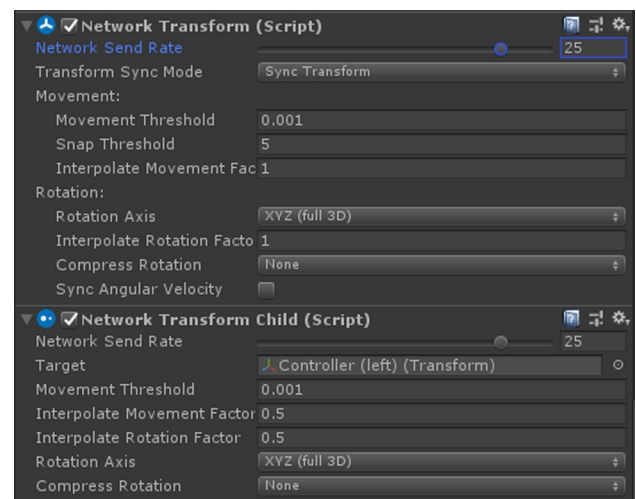 Network Transform (Script)
Network Send Rate 25
Transform Sync Mode Sync Transform
Movement:
Movement Threshold 0.001
Snap Threshold 5
Interpolate Movement Fac 1
Rotation:
Rotation Axis XYZ (full 3D)
Interpolate Rotation Facto 1
Compress Rotation None
Sync Angular Velocity
Network Transform Child (Script)
Network Send Rate 25
Target Controller (left) (Transform)
Movement Threshold 0.001
Interpolate Movement Factor 0.5
Interpolate Rotation Factor 0.5
Rotation Axis XYZ (full 3D)
Compress Rotation None